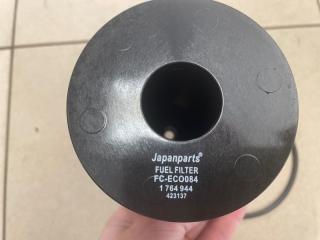 Japanparts®
FUEL FILTER
FC-ECO084
1 764 944
423137